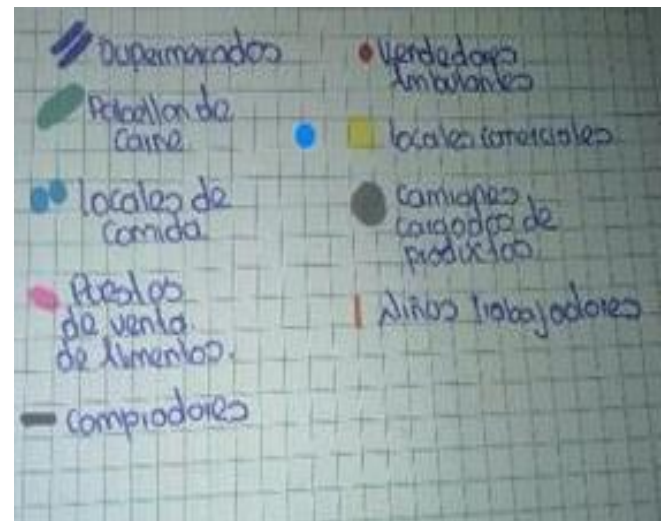 Supermercados
Pabellon de
Carne
locales de
Comida
Puestos
de venta
de Alimentos.
Compradores
Vendedores
Ambulantes
locales comerciales
Camiones
cargados de
productos
Niños trabajadores